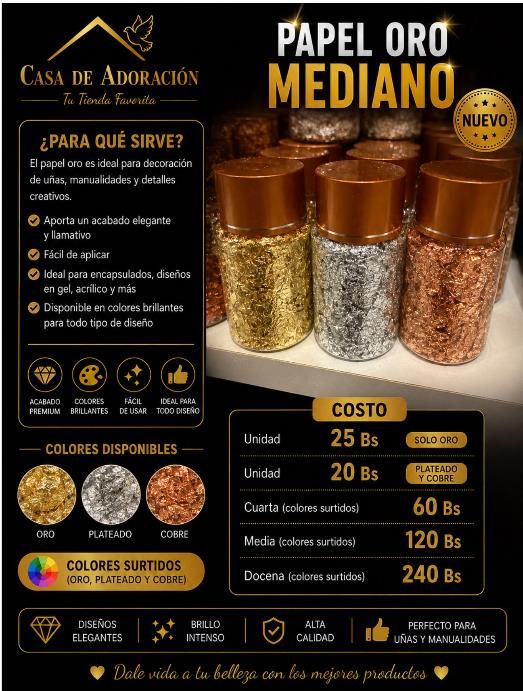 CASA DE ADORACIÓN
Tu Tienda Favorita
PAPEL ORO
MEDIANO
NUEVO
¿PARA QUÉ SIRVE?
El papel oro es ideal para decoración
de uñas, manualidades y detalles
creativos.
Aporta un acabado elegante
y llamativo
Fácil de aplicar
Ideal para encapsulados, diseños
en gel, acrílico y más
Disponible en colores brillantes
para todo tipo de diseño
ACABADO
PREMIUM
COLORES
BRILLANTES
FÁCIL
DE USAR
IDEAL PARA
TODO DISEÑO
COLORES DISPONIBLES
ORO
PLATEADO
COBRE
COLORES SURTIDOS
(ORO, PLATEADO Y COBRE)
COSTO
Unidad 25 Bs SOLO ORO
Unidad 20 Bs PLATEADO
Y COBRE
Cuarta (colores surtidos) 60 Bs
Media (colores surtidos) 120 Bs
Docena (colores surtidos) 240 Bs
DISEÑOS
ELEGANTES
BRILLO
INTENSO
ALTA
CALIDAD
PERFECTO PARA
UÑAS Y MANUALIDADES
Dale vida a tu belleza con los mejores productos